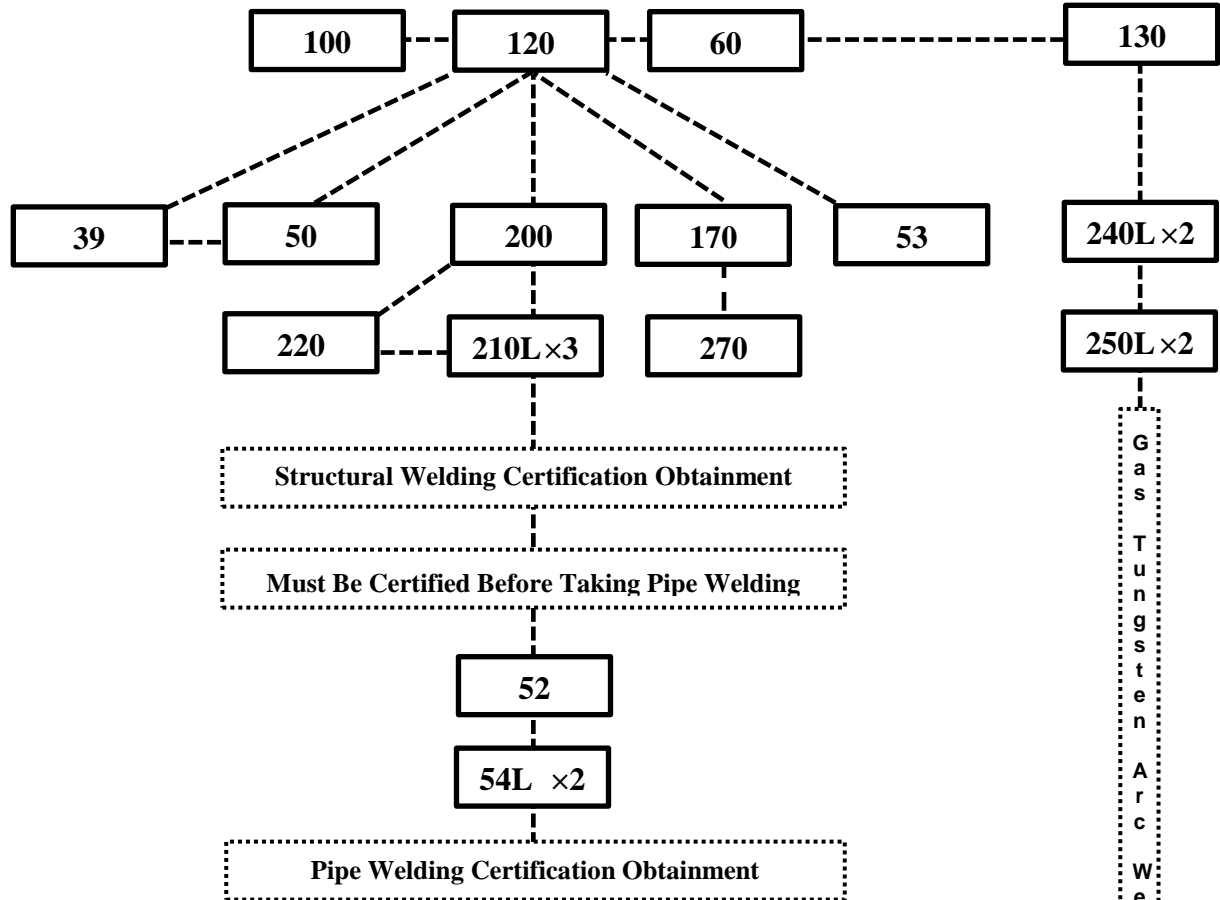 100
120
60
130
39
50
200
170
53
240L ×2
220
210L ×3
270
250L ×2
Structural Welding Certification Obtainment
Must Be Certified Before Taking Pipe Welding
52
54L ×2
Pipe Welding Certification Obtainment
Gas Tungsten Arc We